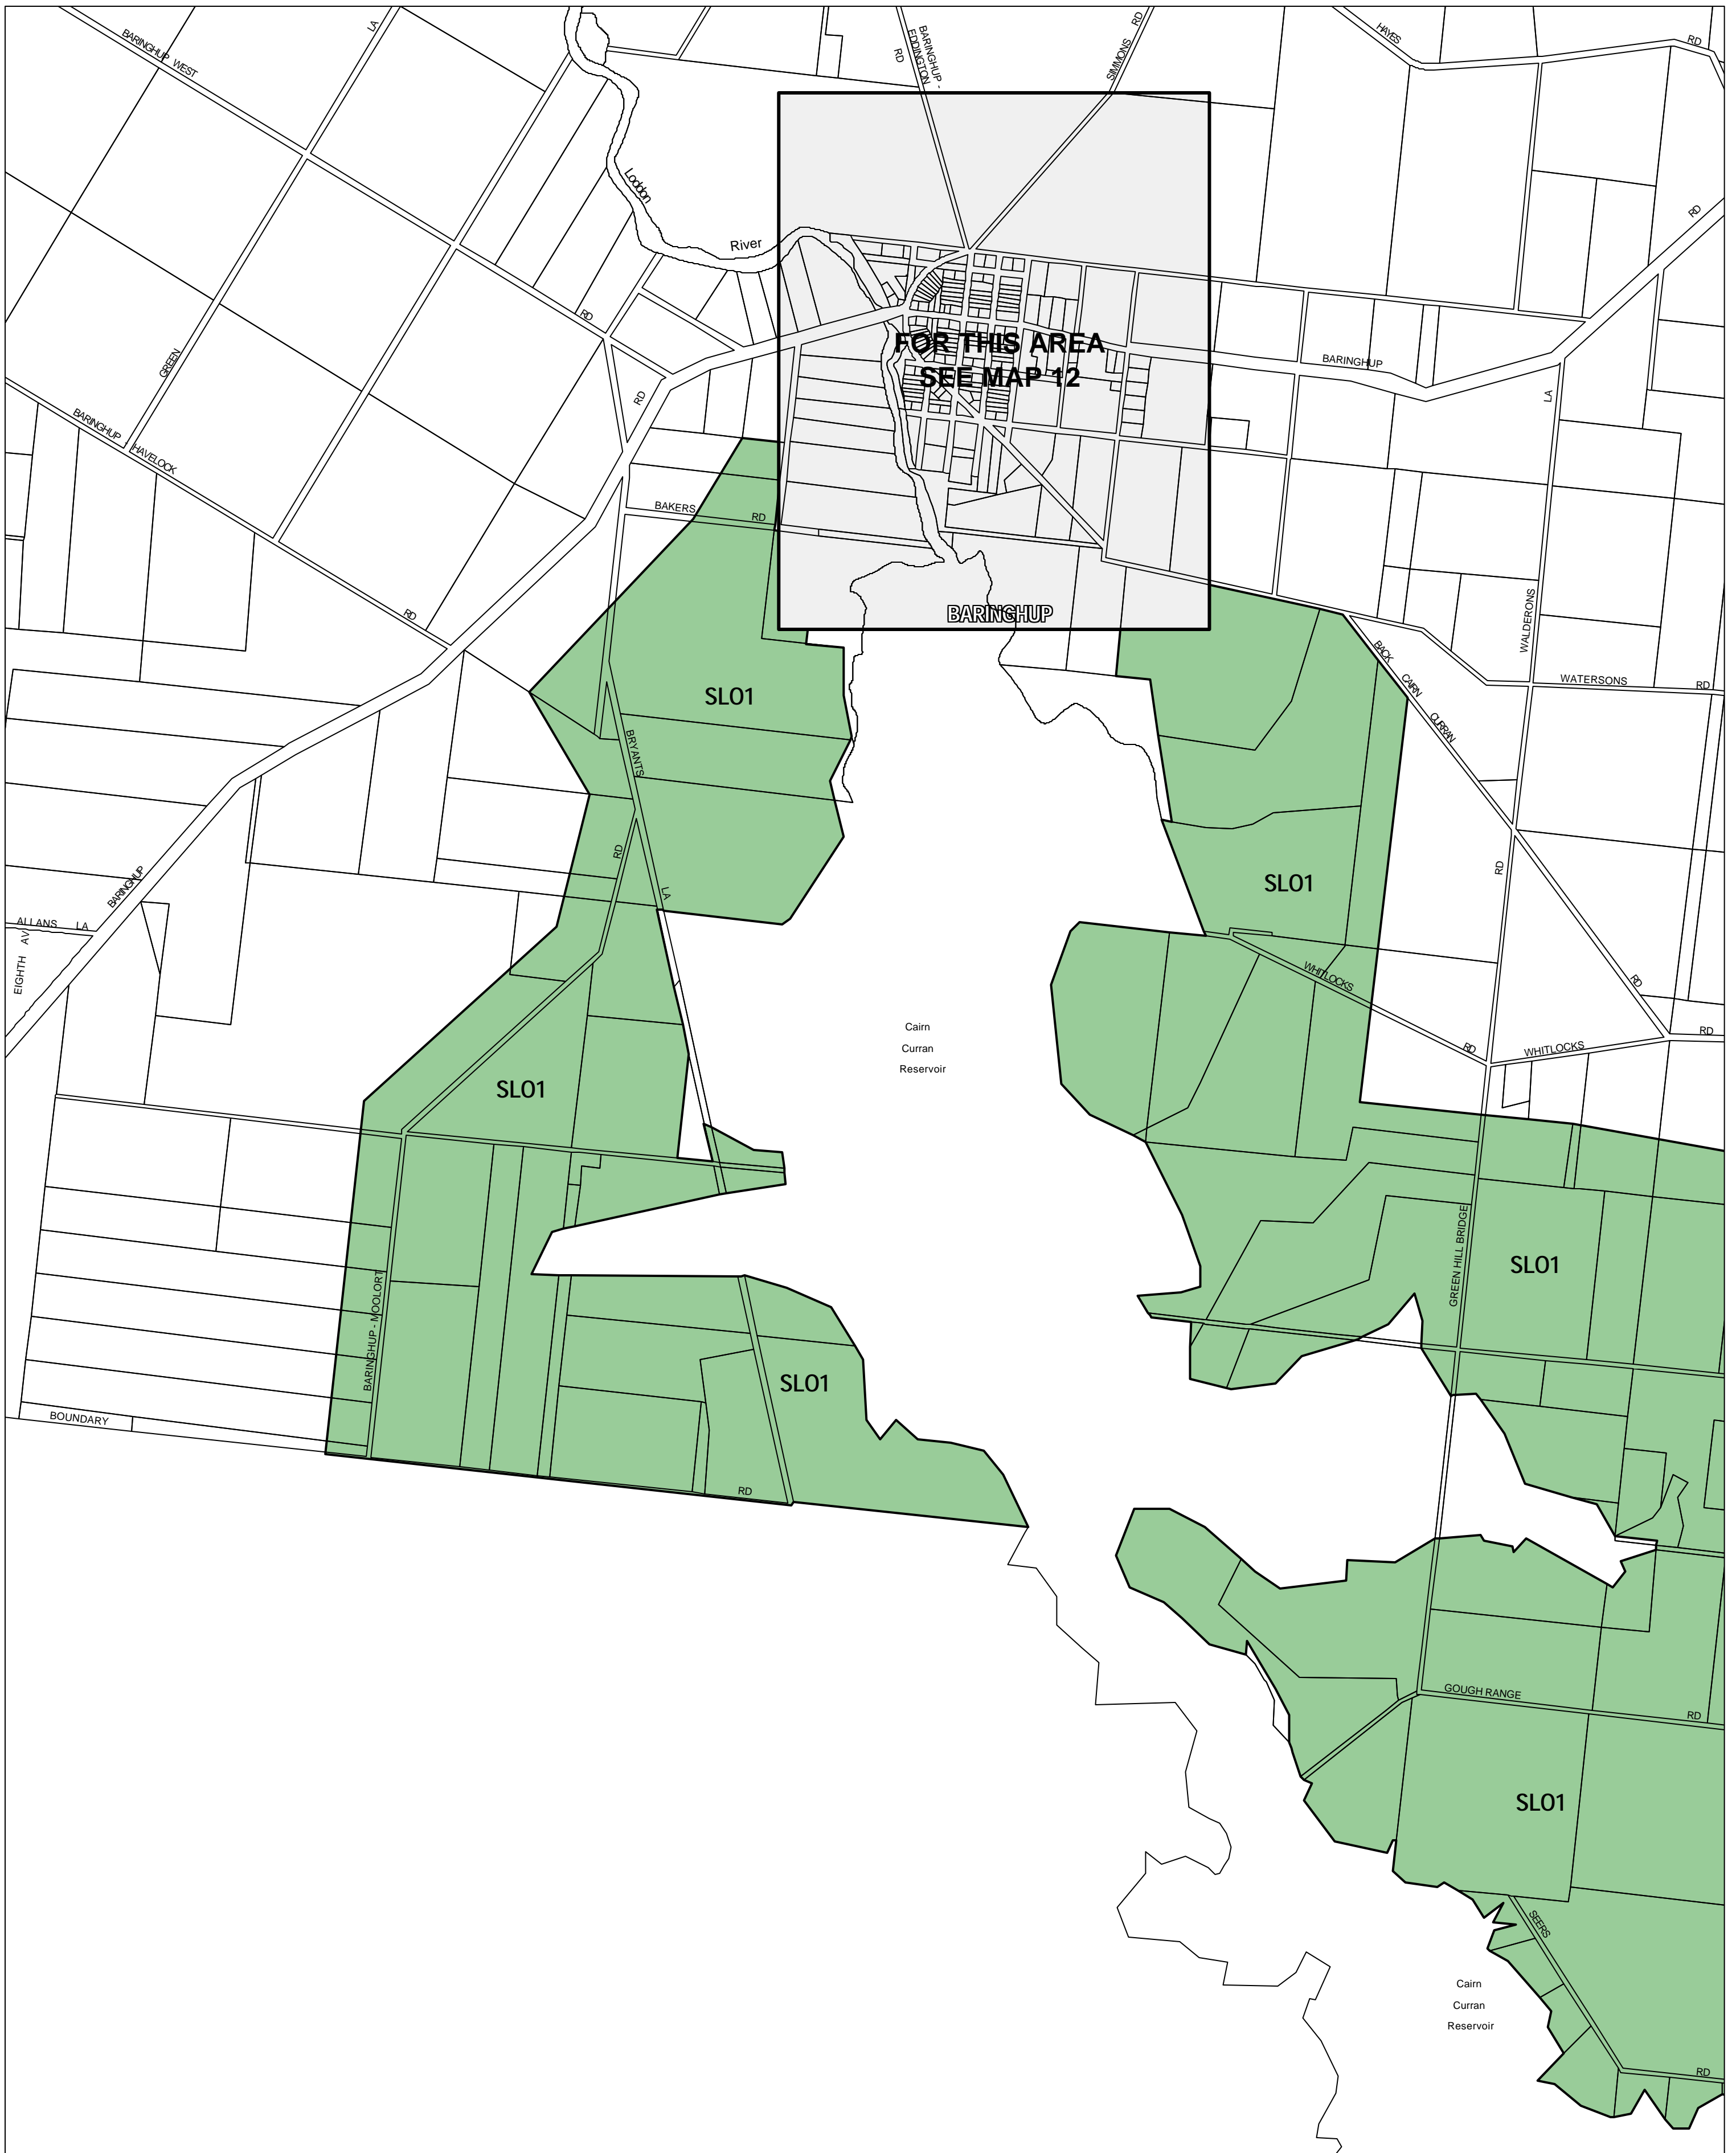 BARINGHUP WEST
LA
BARINGHUP -
EDDINGTON
RD
SIMMONS
RD
HAYES
RD
Loddon
River
RD
GREEN
RD
FOR THIS AREA
SEE MAP 12
BARINGHUP
LA
RD
BARINGHUP
HAVELOCK
BAKERS
RD
RD
BARINGHUP
WALDERONS
BACK
CAIRN
CURRAN
WATERSONS
RD
SLO1
BRYANTS
RD
LA
SLO1
RD
BARINGHUP
ALLANS
LA
EIGHTH
AV
WHITLOCKS
RD
RD
WHITLOCKS
RD
Cairn
Curran
Reservoir
SLO1
GREEN HILL BRIDGE
SLO1
BARINGHUP - MOOLORT
SLO1
BOUNDARY
RD
GOUGH RANGE
RD
SLO1
SEERS
Cairn
Curran
Reservoir
RD